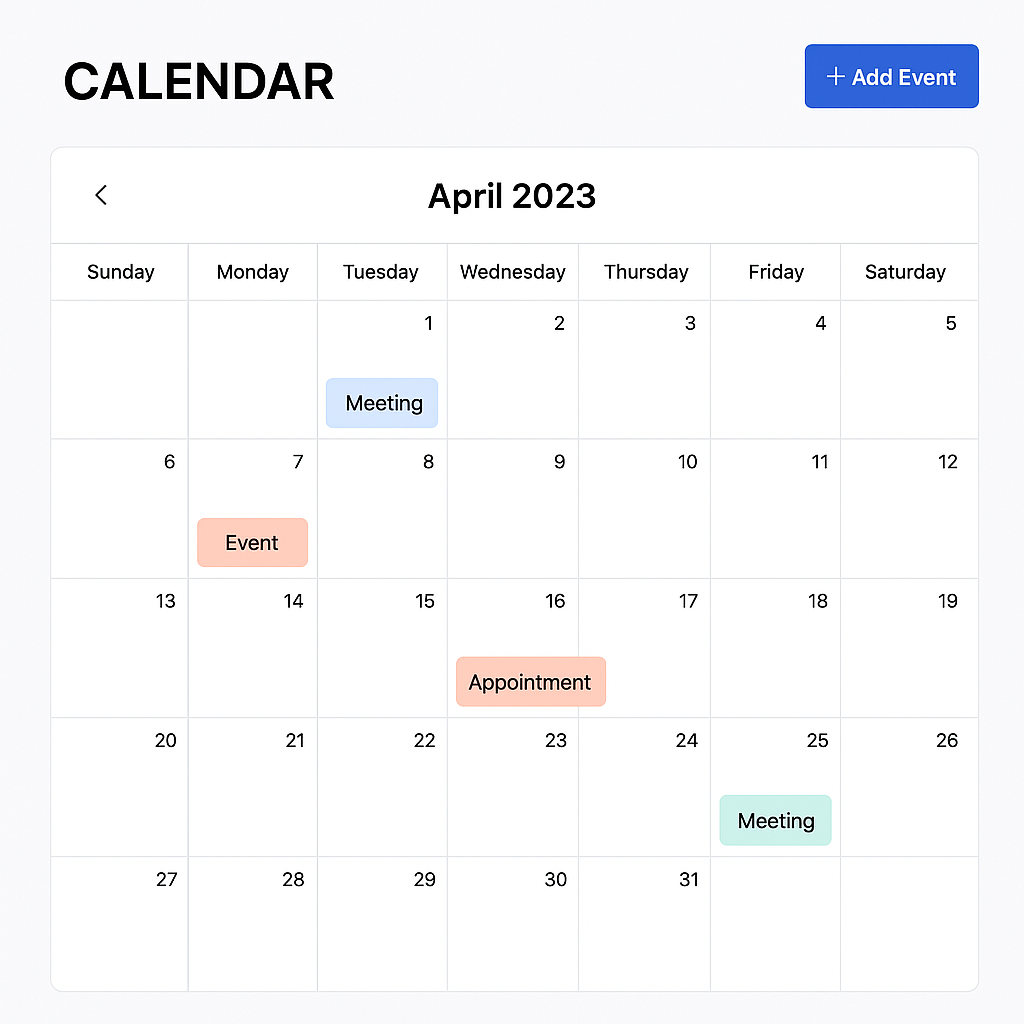 CALENDAR
+ Add Event
April 2023
Sunday Monday Tuesday Wednesday Thursday Friday Saturday
1 2 3 4 5
Meeting
6 7 8 9 10 11 12
Event
13 14 15 16 17 18 19
Appointment
20 21 22 23 24 25 26
Meeting
27 28 29 30 31